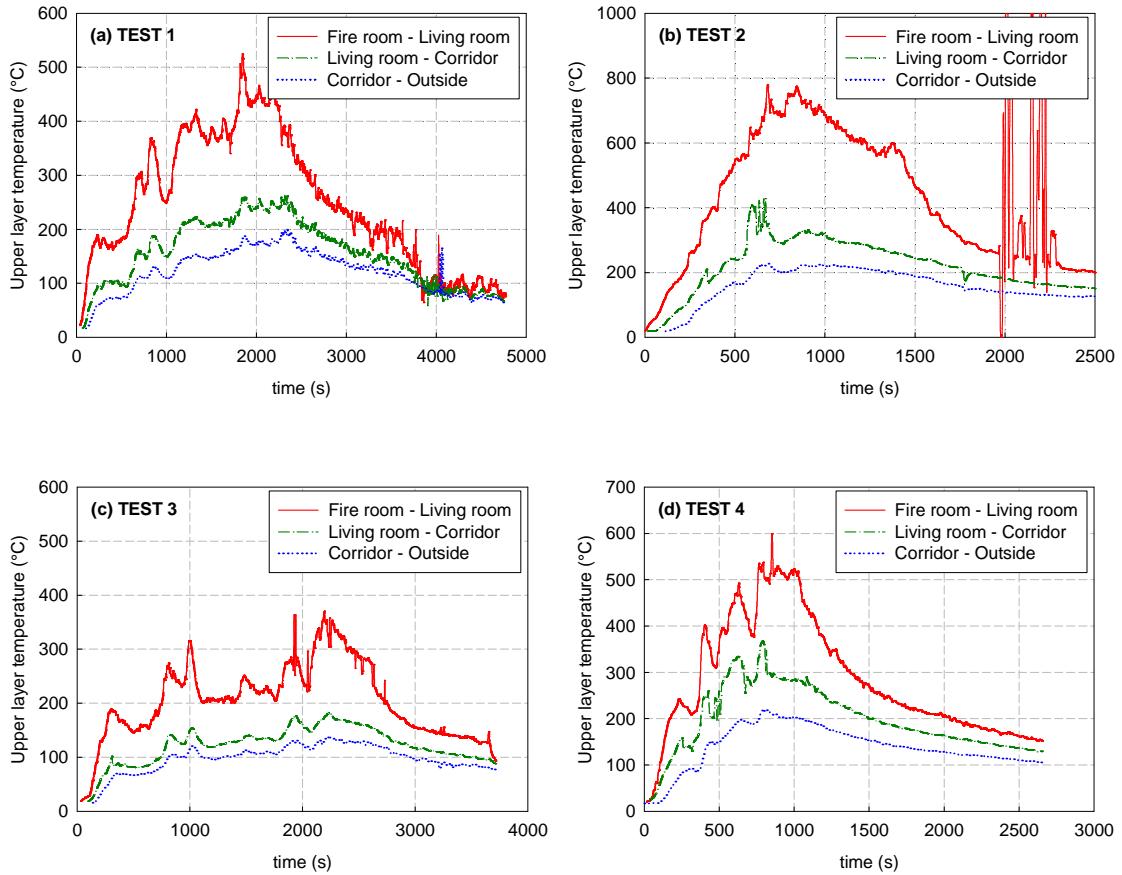 (a) TEST 1
Fire room - Living room
Living room - Corridor
Corridor - Outside
Upper layer temperature (°C)
600
500
400
300
200
100
0
0 1000 2000 3000 4000 5000
time (s)
(b) TEST 2
Fire room - Living room
Living room - Corridor
Corridor - Outside
Upper layer temperature (°C)
1000
800
600
400
200
0
0 500 1000 1500 2000 2500
time (s)
(c) TEST 3
Fire room - Living room
Living room - Corridor
Corridor - Outside
Upper layer temperature (°C)
600
500
400
300
200
100
0
0 1000 2000 3000 4000
time (s)
(d) TEST 4
Fire room - Living room
Living room - Corridor
Corridor - Outside
Upper layer temperature (°C)
700
600
500
400
300
200
100
0
0 500 1000 1500 2000 2500 3000
time (s)